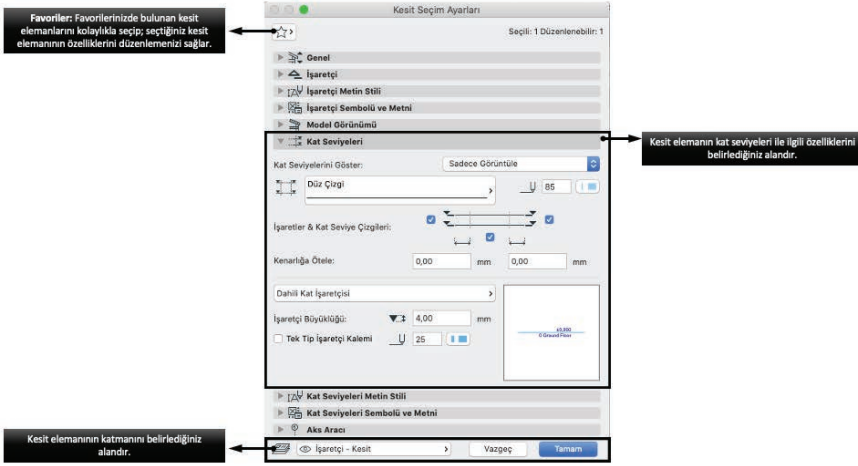 Favoriler: Favorilerinizde bulunan kesit
elemanlarını kolaylıkla seçip; seçtiğiniz kesit
elemanının özelliklerini düzenlemenizi sağlar.
Kesit Seçim Ayarları
Seçili: 1 Düzenlenebilir: 1
Genel
İşaretçi
İşaretçi Metin Stili
İşaretçi Sembolü ve Metni
Model Görünümü
Kat Seviyeleri
Kesit elemanın kat seviyeleri ile ilgili özelliklerini
belirlediğiniz alandır.
Kat Seviyelerini Göster:
Sadece Görüntüle
Düz Çizgi
85
İşaretler & Kat Seviye Çizgileri:
Kenarlığa Ötele:
0,00 mm 0,00 mm
Dahili Kat İşaretçisi
İşaretçi Büyüklüğü:
4,00 mm
Tek Tip İşaretçi Kalemi
25
±0,000
0 Ground Floor
Kat Seviyeleri Metin Stili
Kat Seviyeleri Sembolü ve Metni
Aks Aracı
Kesit elemanının katmanını belirlediğiniz
alandır.
İşaretçi - Kesit
Vazgeç
Tamam